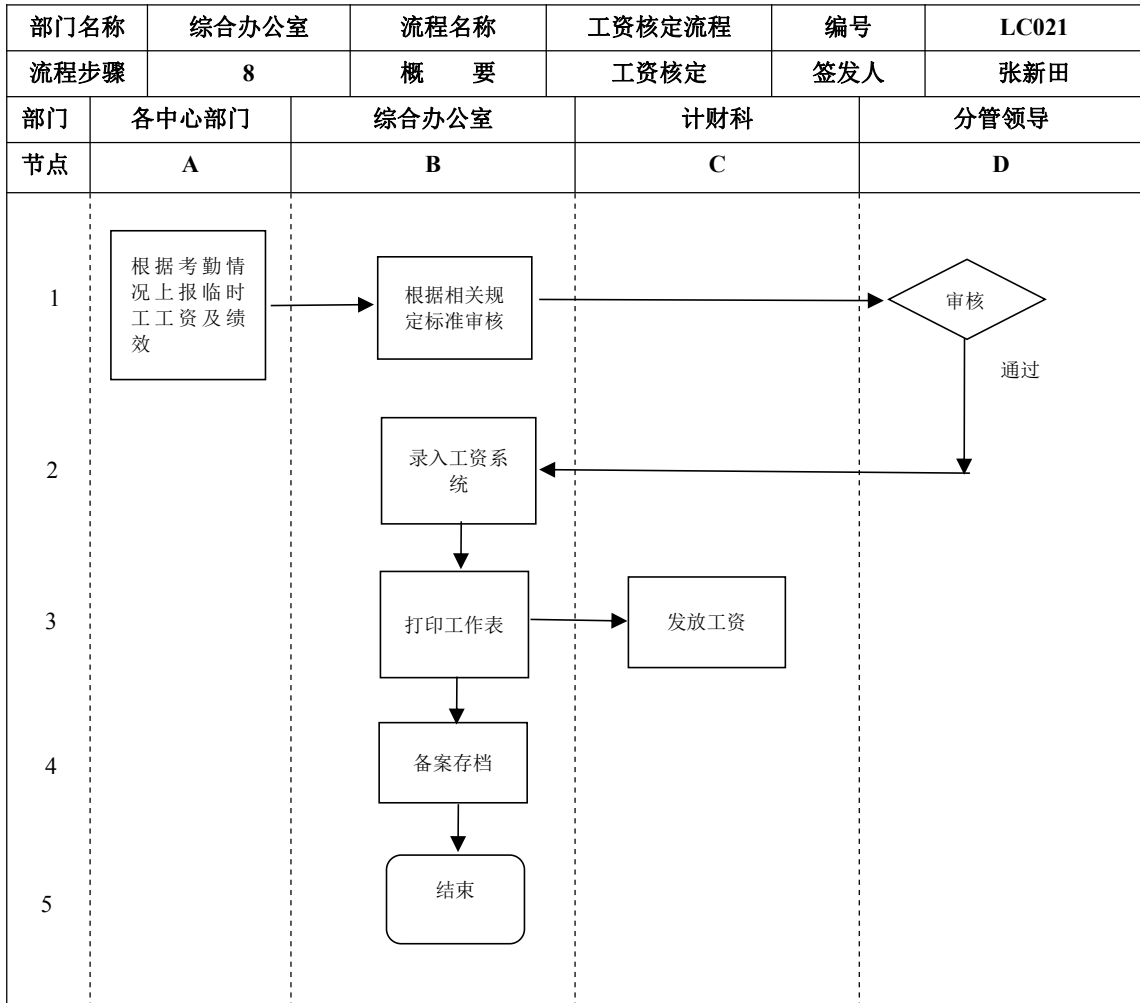 部门名称 综合办公室 流程名称 工资核定流程 编号 LC021
流程步骤 8 概 要 工资核定 签发人 张新田
部门 各中心部门 综合办公室 计财科 分管领导
节点 A B C D
1
根据考勤情
况上报临时
工工资及绩
效
根据相关规
定标准审核
审核
通过
2
录入工资系
统
3
打印工作表
发放工资
4
备案存档
5
结束